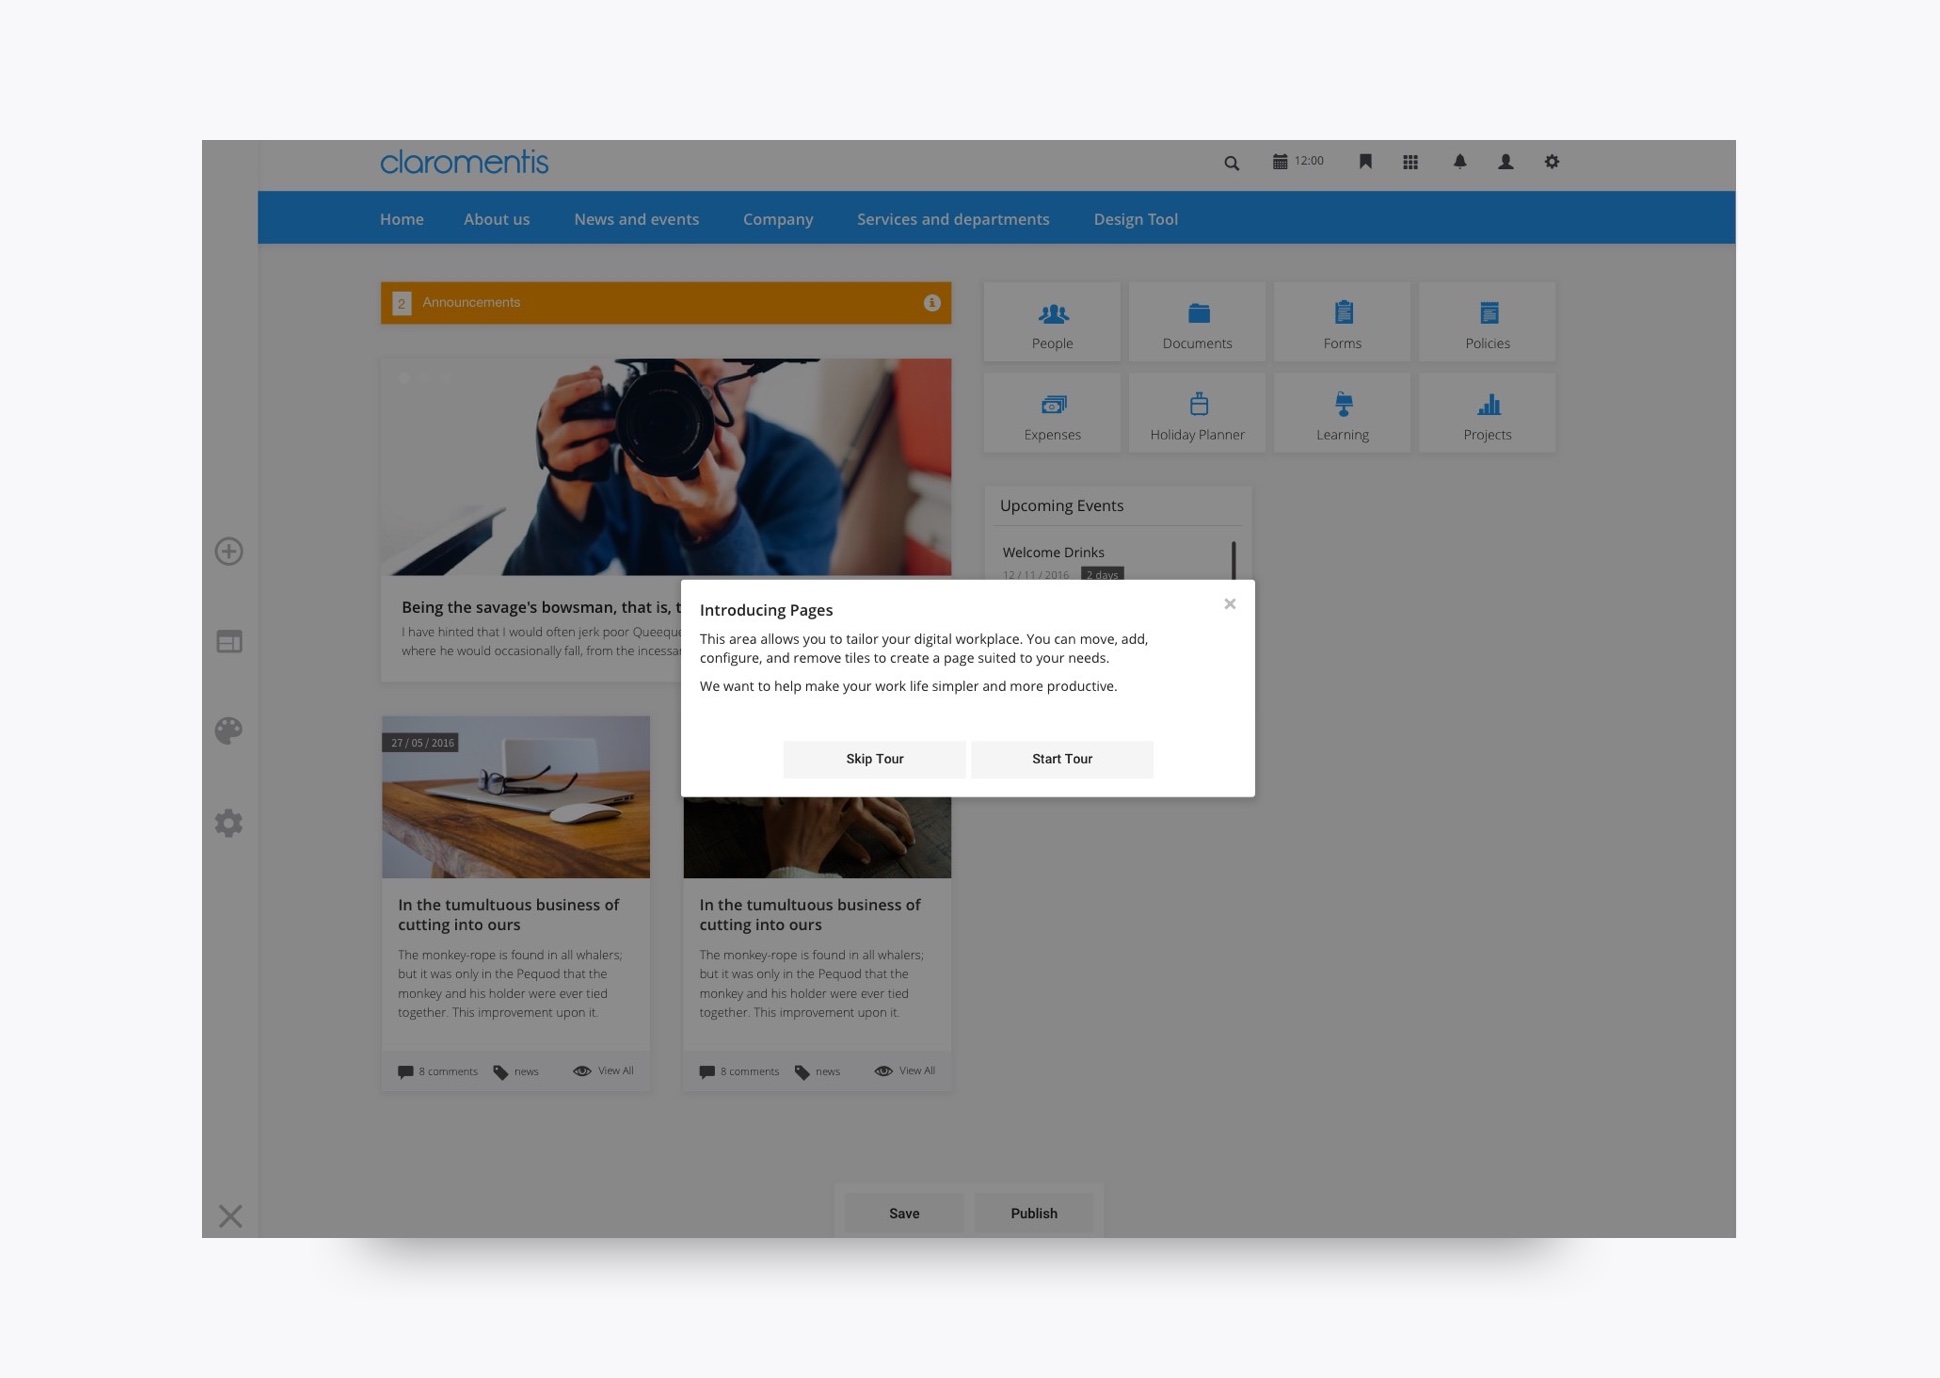 claromentis
12:00
Home About us News and events Company Services and departments Design Tool
2 Announcements
People Documents Forms Policies
Expenses Holiday Planner Learning Projects
Upcoming Events
Welcome Drinks
12 / 11 / 2016 2 days
Being the savage's bowsman, that is, t
I have hinted that I would often jerk poor Queeque
where he would occasionally fall, from the incessan
Introducing Pages
This area allows you to tailor your digital workplace. You can move, add,
configure, and remove tiles to create a page suited to your needs.
We want to help make your work life simpler and more productive.
Skip Tour Start Tour
27 / 05 / 2016
In the tumultuous business of
cutting into ours
The monkey-rope is found in all whalers;
but it was only in the Pequod that the
monkey and his holder were ever tied
together. This improvement upon it.
8 comments news View All
In the tumultuous business of
cutting into ours
The monkey-rope is found in all whalers;
but it was only in the Pequod that the
monkey and his holder were ever tied
together. This improvement upon it.
8 comments news View All
Save Publish